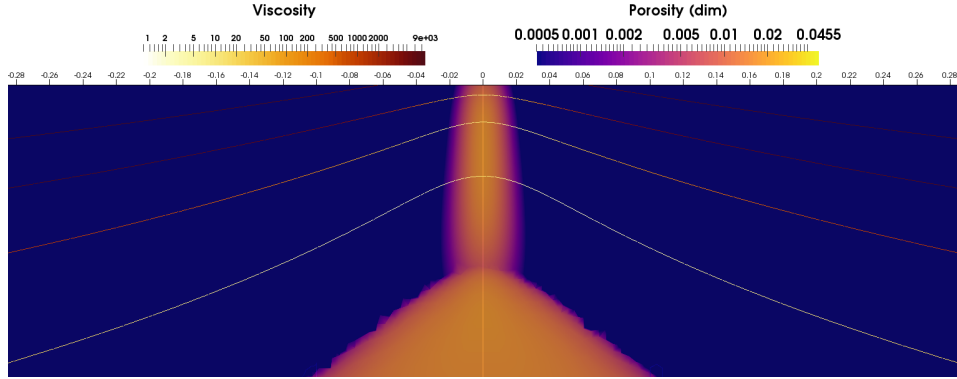 Viscosity
Porosity (dim)
1 2 5 10 20 50 100 200 500 1000 2000 9e+03
0.0005 0.001 0.002 0.005 0.01 0.02 0.0455
-0.28 -0.26 -0.24 -0.22 -0.2 -0.18 -0.16 -0.14 -0.12 -0.1 -0.08 -0.06 -0.04 -0.02 0 0.02 0.04 0.06 0.08 0.1 0.12 0.14 0.16 0.18 0.2 0.22 0.24 0.26 0.28